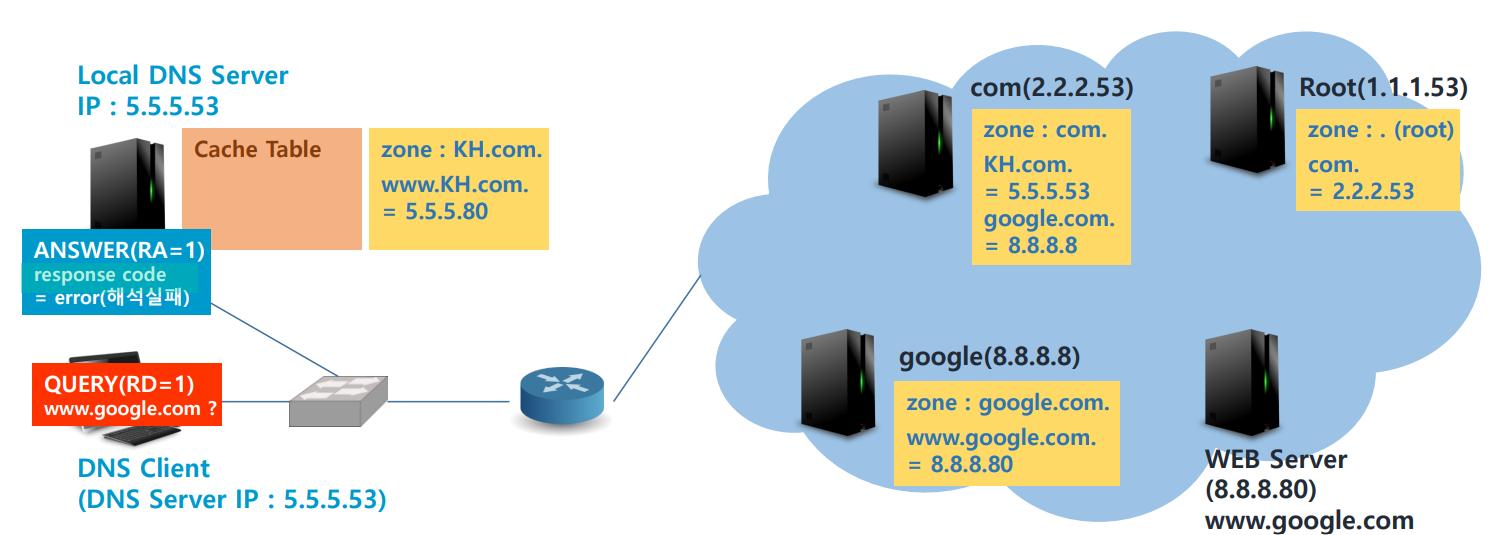 Local DNS Server
IP : 5.5.5.53
Cache Table
zone : KH.com.
www.KH.com.
= 5.5.5.80
ANSWER(RA=1)
response code
= error(해석실패)
QUERY(RD=1)
www.google.com ?
DNS Client
(DNS Server IP : 5.5.5.53)
com(2.2.2.53)
zone : com.
KH.com.
= 5.5.5.53
google.com.
= 8.8.8.8
Root(1.1.1.53)
zone : . (root)
com.
= 2.2.2.53
google(8.8.8.8)
zone : google.com.
www.google.com.
= 8.8.8.80
WEB Server
(8.8.8.80)
www.google.com